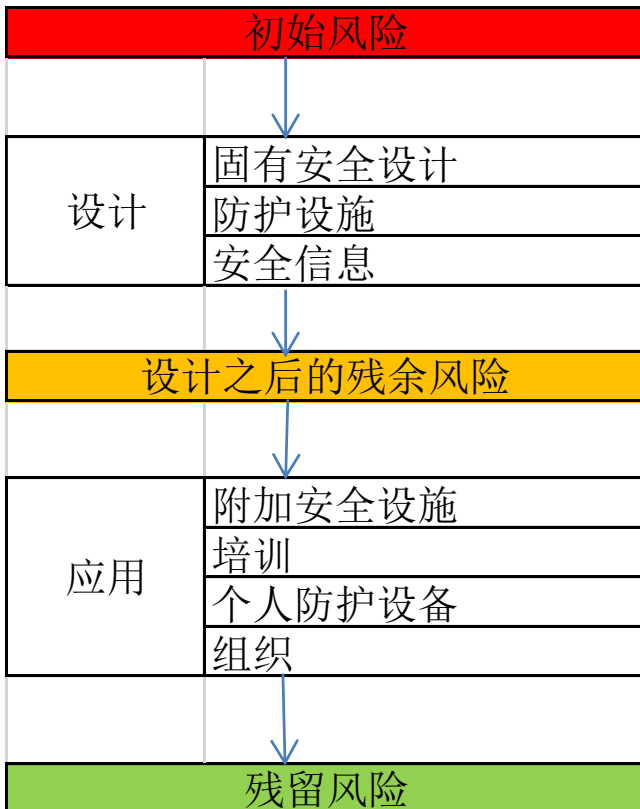 初始风险
设计
固有安全设计
防护设施
安全信息
设计之后的残余风险
应用
附加安全设施
培训
个人防护设备
组织
残留风险